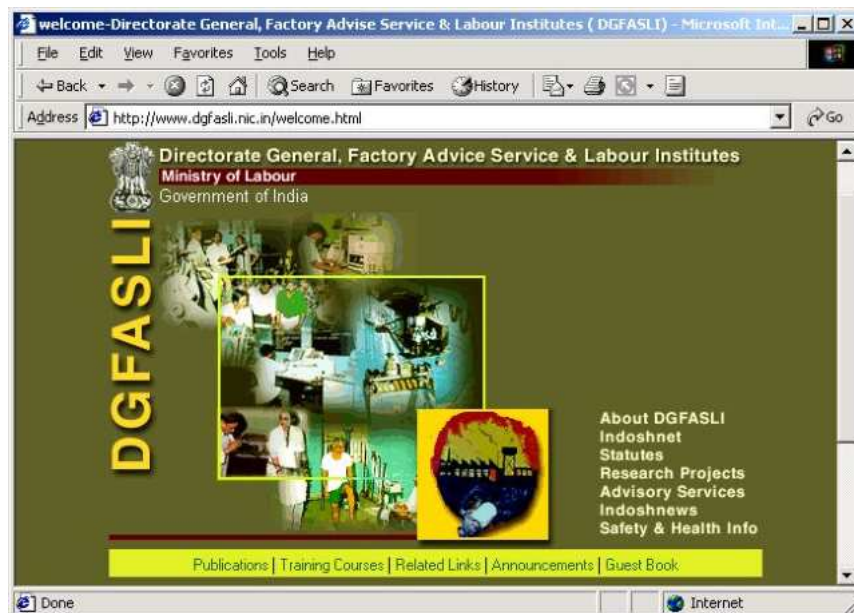 welcome-Directorate General, Factory Advise Service & Labour Institutes ( DGFASLI) - Microsoft Int...
File Edit View Favorites Tools Help
Back Search Favorites History
Address http://www.dgfasli.nic.in/welcome.html Go
Directorate General, Factory Advice Service & Labour Institutes
Ministry of Labour
Government of India
DGFASLI
About DGFASLI
Indoshnet
Statutes
Research Projects
Advisory Services
Indoshnews
Safety & Health Info
Publications | Training Courses | Related Links | Announcements | Guest Book
Done Internet